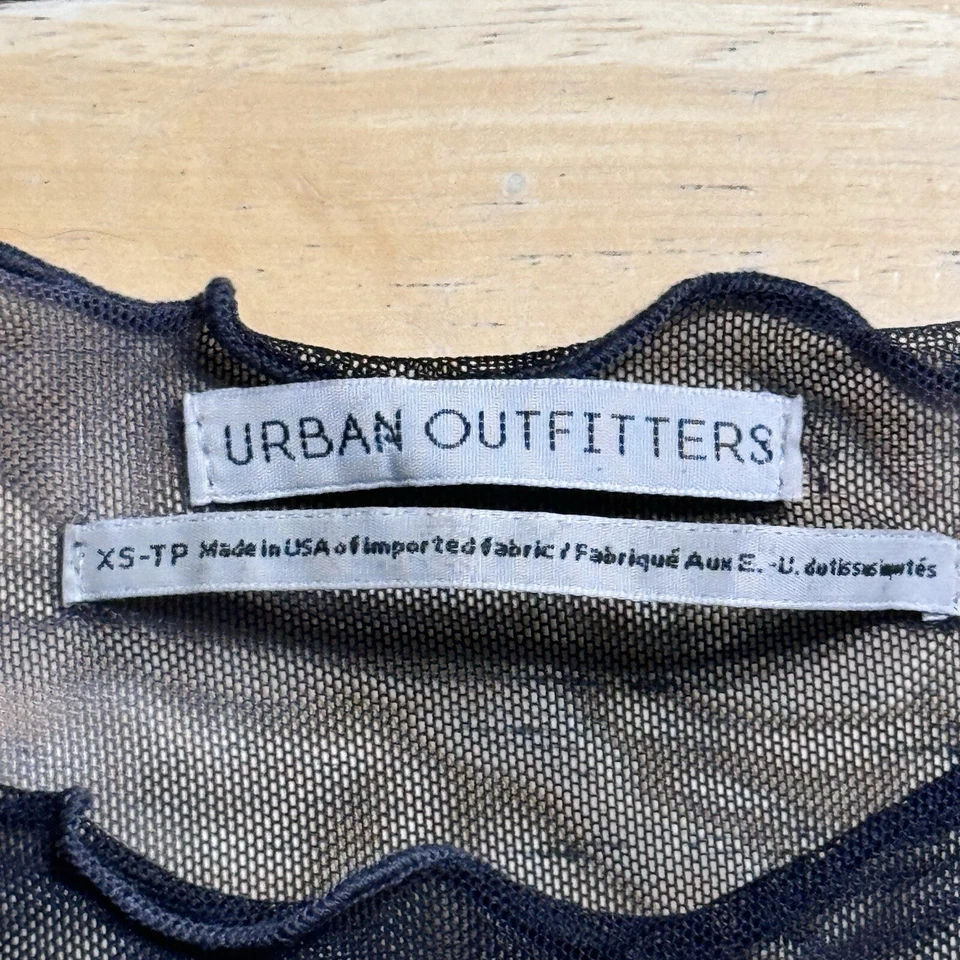 URBAN OUTFITTERS
XS-TP Made in USA of imported fabric / Fabriqué Aux E. -U.